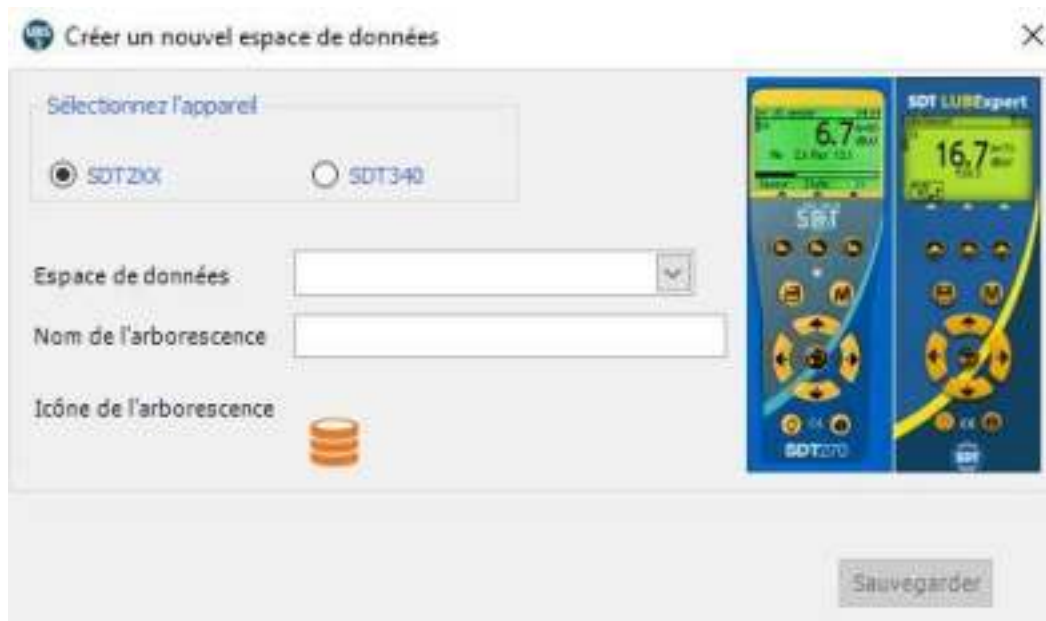 Créer un nouvel espace de données
Sélectionnez l'appareil
SDT2XX
SDT340
Espace de données
Nom de l'arborescence
Icône de l'arborescence
6.7
SDT
SDT270
SDT LUBExpert
16.7
M
M
SDT
Sauvegarder